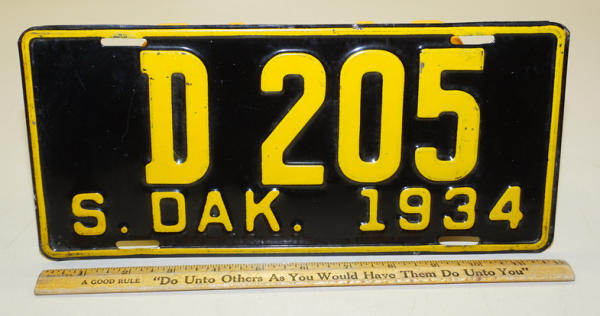 D 205
S. DAK. 1934
A GOOD RULE "Do Unto Others As You Would Have Them Do Unto You"